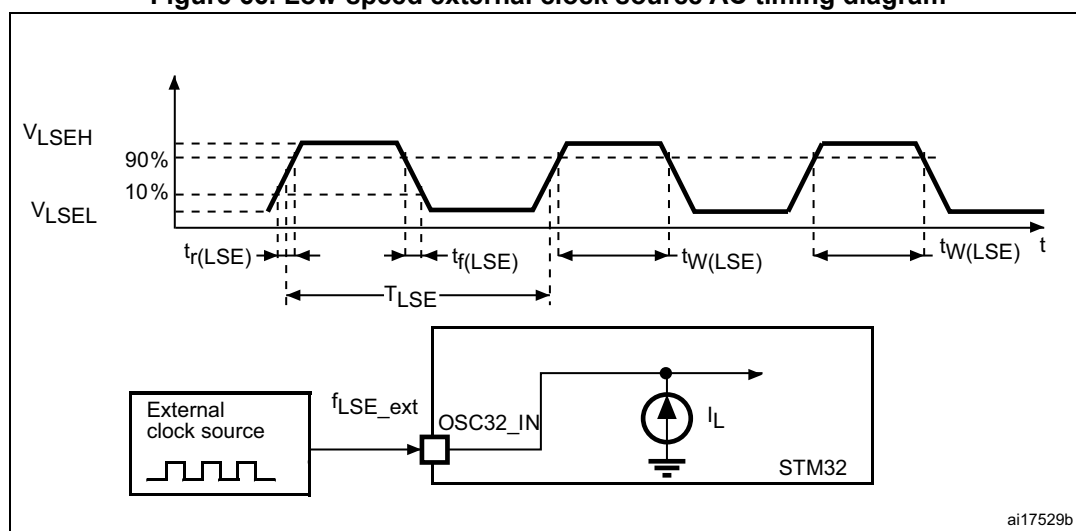 Figure 33. Low-speed external clock source AC timing diagram
VLSEH
90%
10%
VLSEL
tr(LSE)
tf(LSE)
tW(LSE)
tW(LSE)
t
TLSE
External
clock source
fLSE_ext
OSC32_IN
IL
STM32
ai17529b